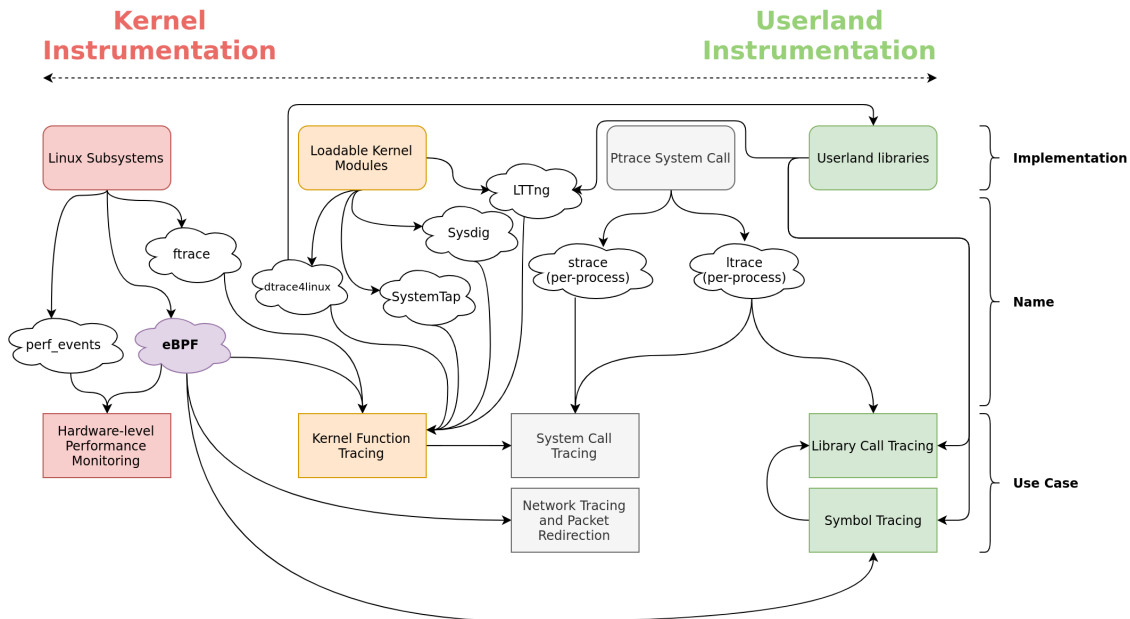 Kernel
Instrumentation
Userland
Instrumentation
Linux Subsystems
Loadable Kernel
Modules
Ptrace System Call
Userland libraries
Implementation
LTTng
Sysdig
ftrace
strace
(per-process)
ltrace
(per-process)
dtrace4linux
SystemTap
Name
perf_events
eBPF
Hardware-level
Performance
Monitoring
Kernel Function
Tracing
System Call
Tracing
Library Call Tracing
Use Case
Network Tracing
and Packet
Redirection
Symbol Tracing